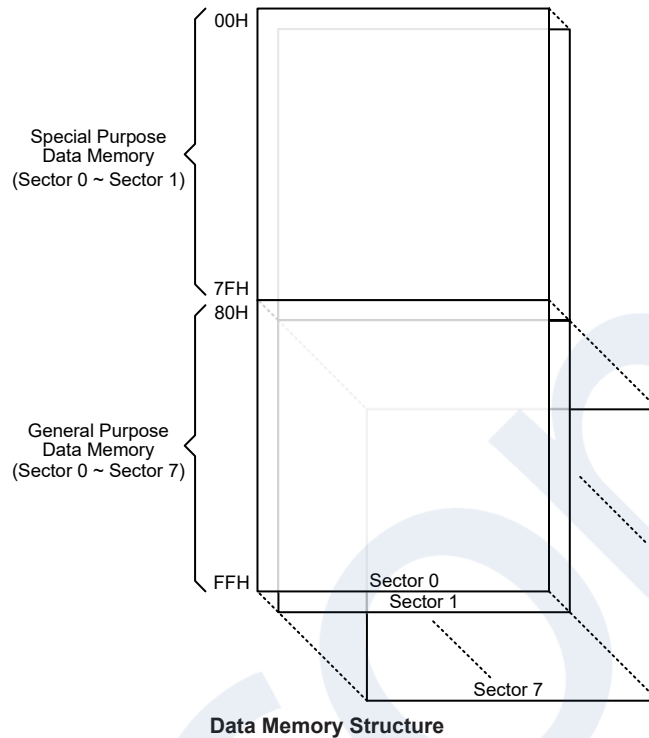 00H
Special Purpose
Data Memory
(Sector 0 ~ Sector 1)
7FH
80H
General Purpose
Data Memory
(Sector 0 ~ Sector 7)
FFH
Sector 0
Sector 1
Sector 7
Data Memory Structure